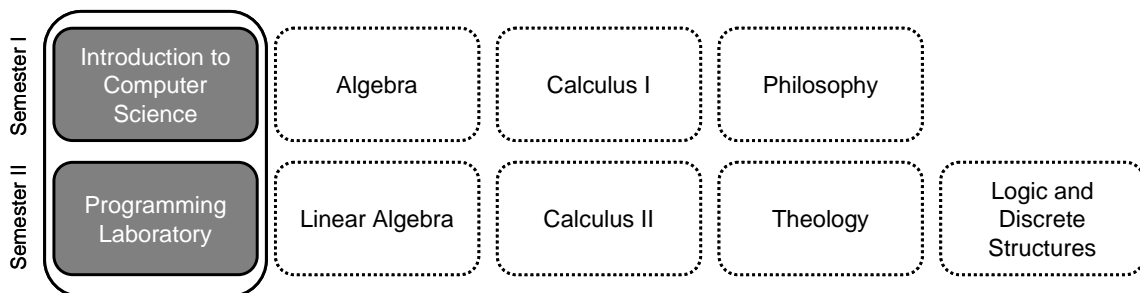 Semester I
Introduction to
Computer
Science
Algebra
Calculus I
Philosophy
Semester II
Programming
Laboratory
Linear Algebra
Calculus II
Theology
Logic and
Discrete
Structures